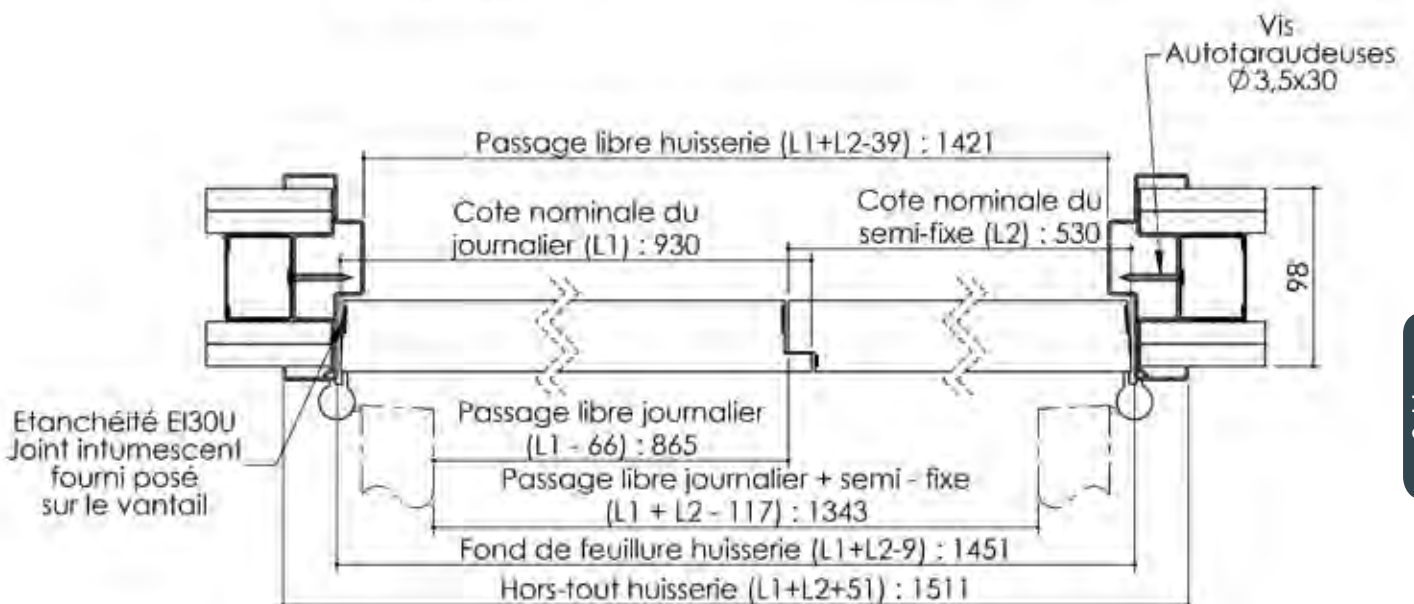 Vis
Autotaraudeuses
Ø3,5x30
Passage libre huisserie (L1+L2-39) : 1421
Cote nominale du
journalier (L1) : 930
Cote nominale du
semi-fixe (L2) : 530
98
Etanchéité EI30U
Joint intumescent
fourni posé
sur le vantail
Passage libre journalier
(L1 - 66) : 865
Passage libre journalier + semi - fixe
(L1 + L2 - 117) : 1343
Fond de feuillure huisserie (L1+L2-9) : 1451
Hors-tout huisserie (L1+L2+51) : 1511